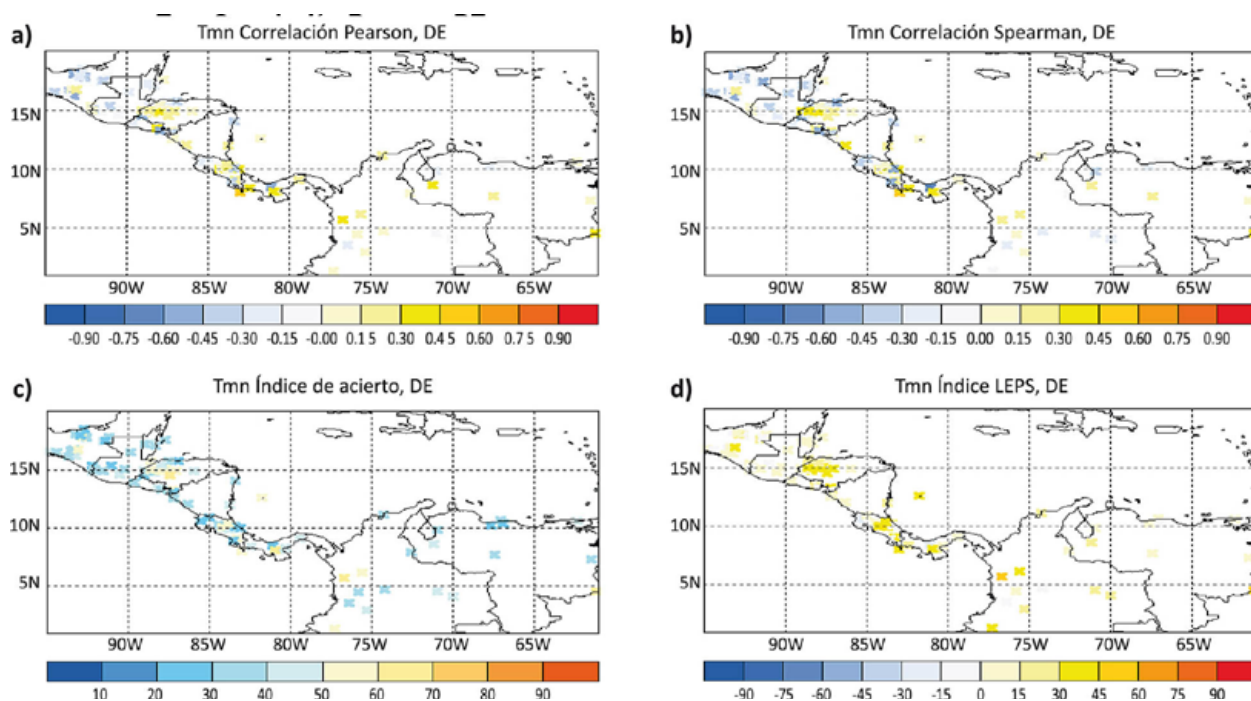 a) Tmn Correlación Pearson, DE
15N
10N
5N
90W 85W 80W 75W 70W 65W
-0.90 -0.75 -0.60 -0.45 -0.30 -0.15 -0.00 0.15 0.30 0.45 0.60 0.75 0.90
b) Tmn Correlación Spearman, DE
15N
10N
5N
90W 85W 80W 75W 70W 65W
-0.90 -0.75 -0.60 -0.45 -0.30 -0.15 0.00 0.15 0.30 0.45 0.60 0.75 0.90
c) Tmn Índice de acierto, DE
15N
10N
5N
90W 85W 80W 75W 70W 65W
10 20 30 40 50 60 70 80 90
d) Tmn Índice LEPS, DE
15N
10N
5N
90W 85W 80W 75W 70W 65W
-90 -75 -60 -45 -30 -15 0 15 30 45 60 75 90